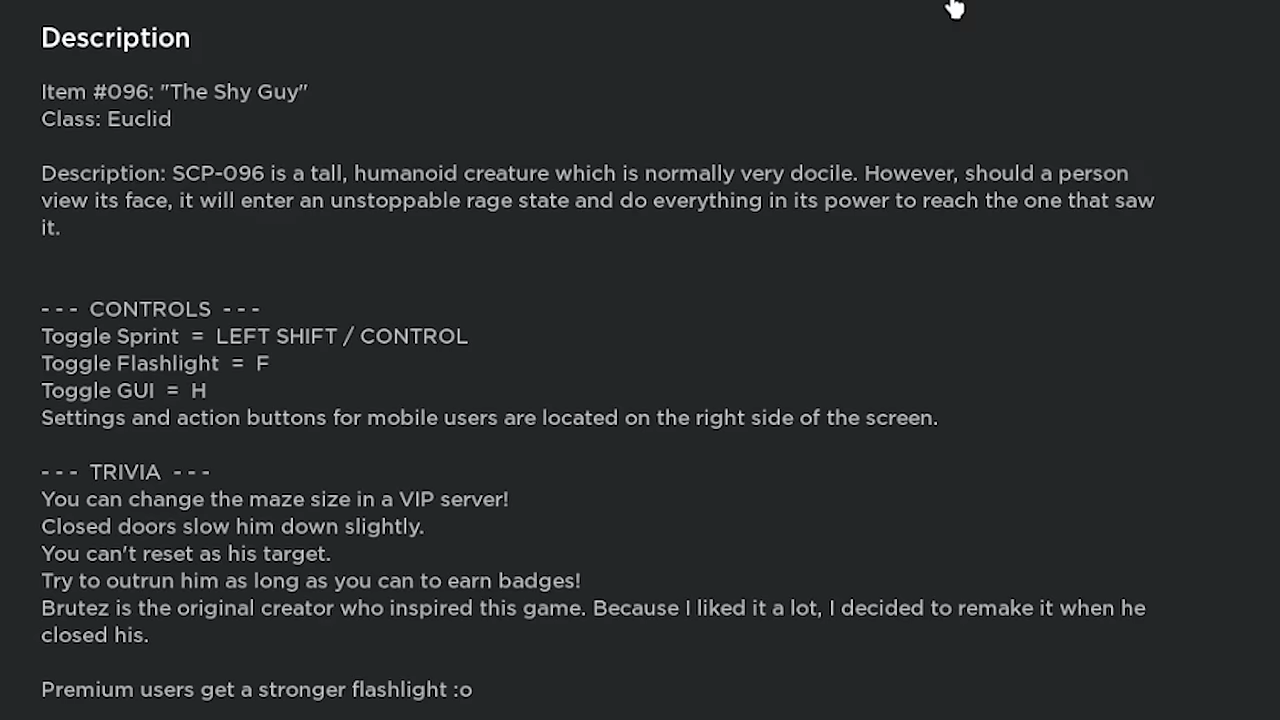 Description
Item #096: "The Shy Guy"
Class: Euclid
Description: SCP-096 is a tall, humanoid creature which is normally very docile. However, should a person
view its face, it will enter an unstoppable rage state and do everything in its power to reach the one that saw
it.
- - -  CONTROLS  - - -
Toggle Sprint  =  LEFT SHIFT / CONTROL
Toggle Flashlight  =  F
Toggle GUI  =  H
Settings and action buttons for mobile users are located on the right side of the screen.
- - -  TRIVIA  - - -
You can change the maze size in a VIP server!
Closed doors slow him down slightly.
You can't reset as his target.
Try to outrun him as long as you can to earn badges!
Brutez is the original creator who inspired this game. Because I liked it a lot, I decided to remake it when he
closed his.
Premium users get a stronger flashlight :o